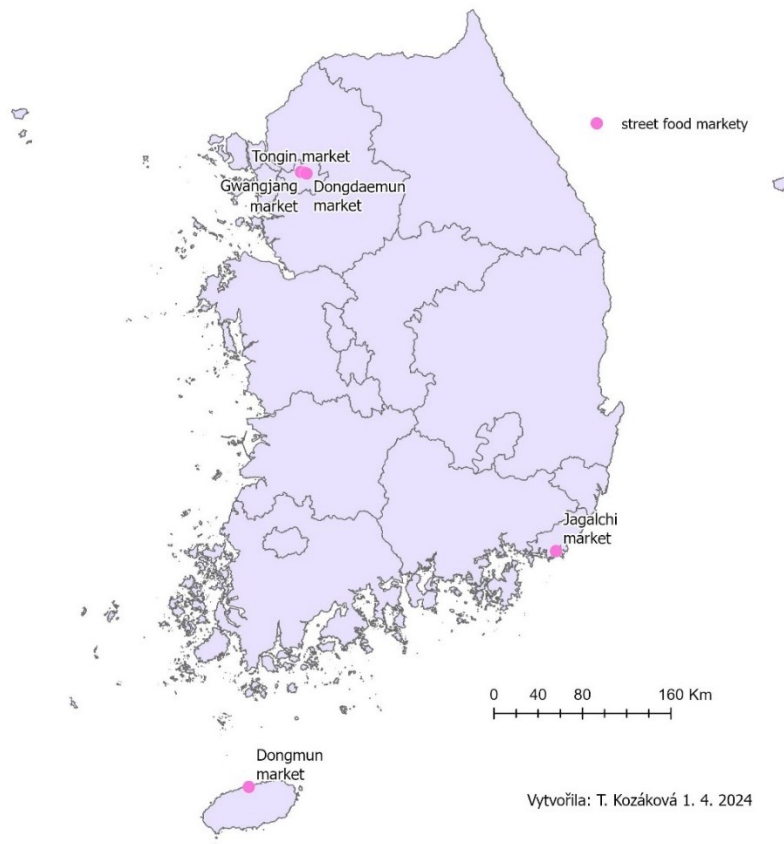 street food markety
Tongin market
Gwangjang
market
Dongdaemun
market
Jagalchi
market
0 40 80 160 Km
Dongmun
market
Vytvořila: T. Kozáková 1. 4. 2024